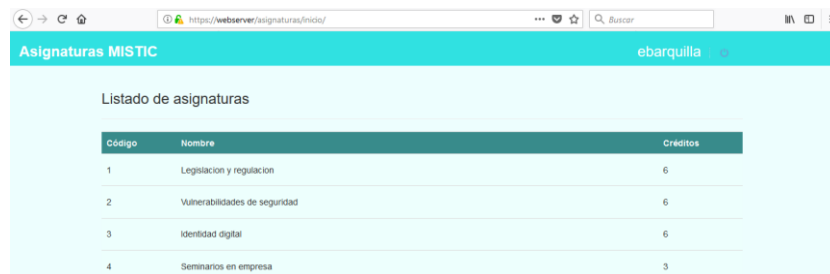 https://webserver/asignaturas/inicio/ Buscar
Asignaturas MISTIC ebarquilla
Listado de asignaturas
Código Nombre Créditos
1 Legislacion y regulacion 6
2 Vulnerabilidades de seguridad 6
3 Identidad digital 6
4 Seminarios en empresa 3